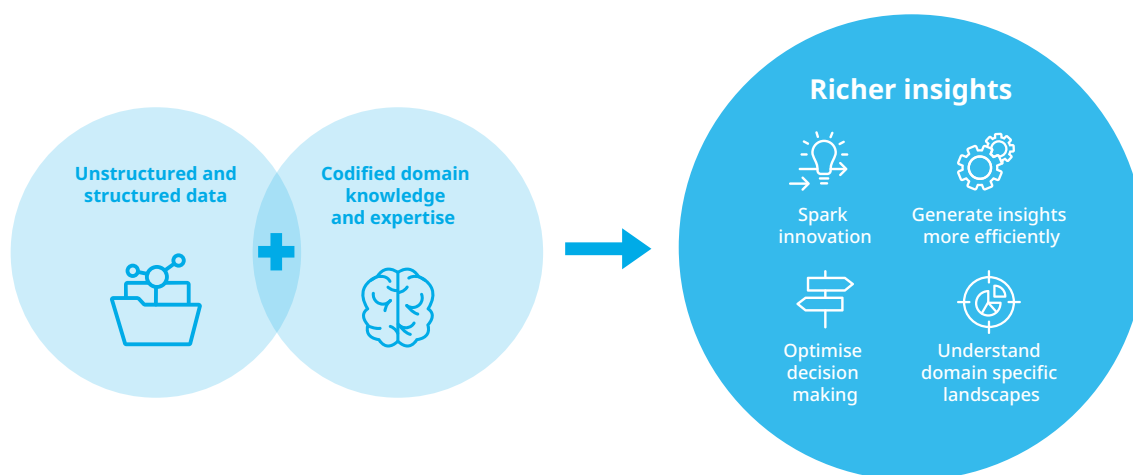 Unstructured and
structured data
Codified domain
knowledge
and expertise
Richer insights
Spark
innovation
Generate insights
more efficiently
Optimise
decision
making
Understand
domain specific
landscapes